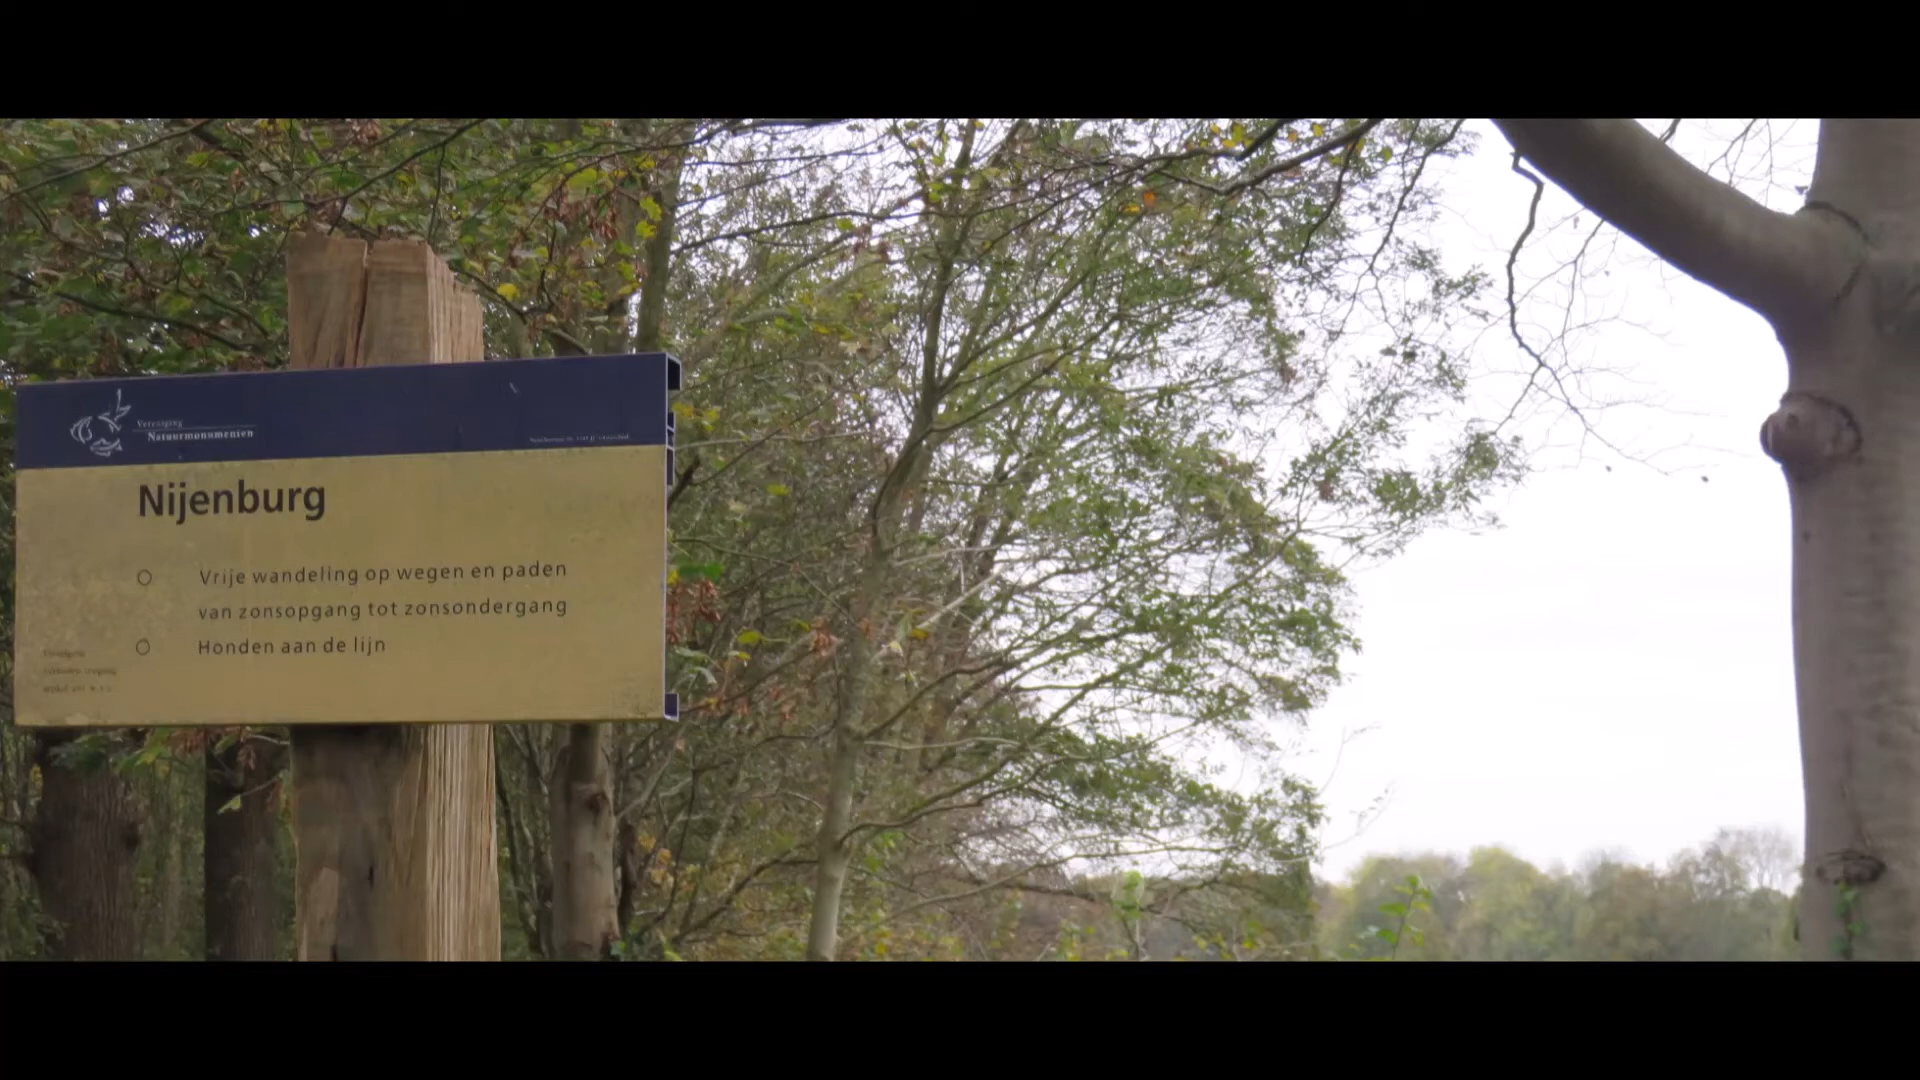 Vereniging
Natuurmonumenten
Nijenburg
Vrije wandeling op wegen en paden
van zonsopgang tot zonsondergang
Honden aan de lijn